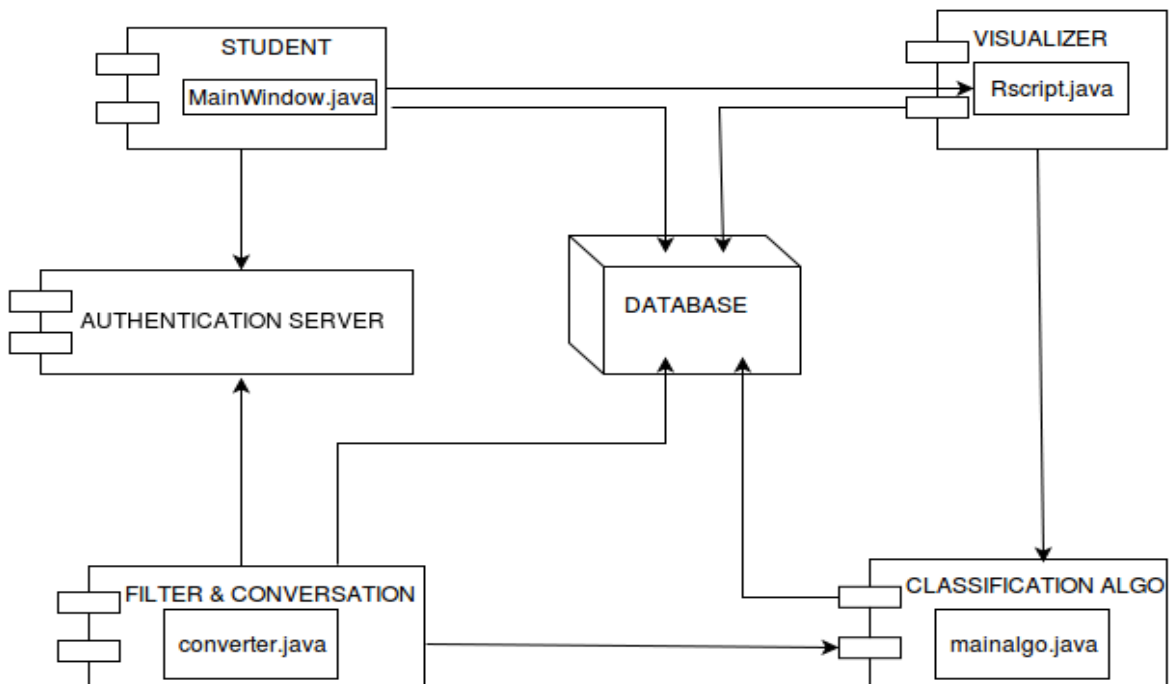 STUDENT
MainWindow.java
VISUALIZER
Rscript.java
AUTHENTICATION SERVER
DATABASE
FILTER & CONVERSATION
converter.java
CLASSIFICATION ALGO
mainalgo.java